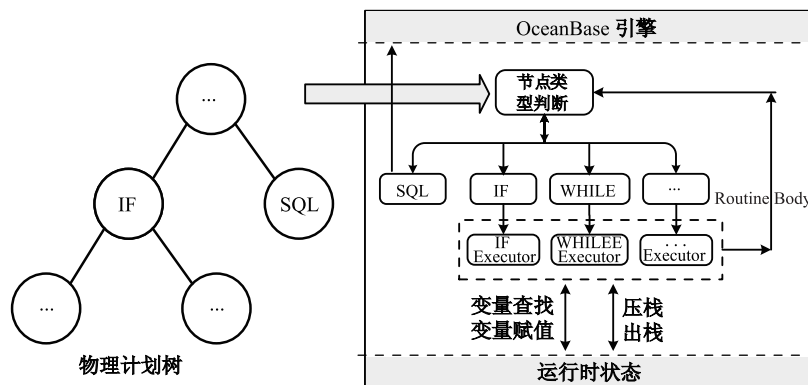 ...
IF
SQL
...
...
物理计划树
OceanBase 引擎
节点类
型判断
SQL
IF
WHILE
...
Routine Body
IF
Executor
WHILEE
Executor
...
Executor
变量查找
变量赋值
压栈
出栈
运行时状态